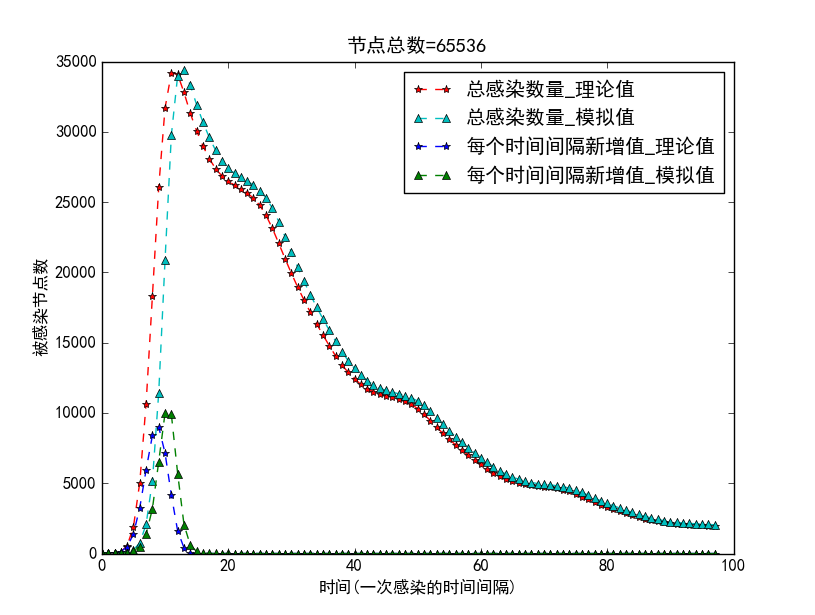 节点总数=65536
35000
30000
25000
20000
15000
10000
5000
0
被感染节点数
总感染数量_理论值
总感染数量_模拟值
每个时间间隔新增值_理论值
每个时间间隔新增值_模拟值
0 20 40 60 80 100
时间(一次感染的时间间隔)